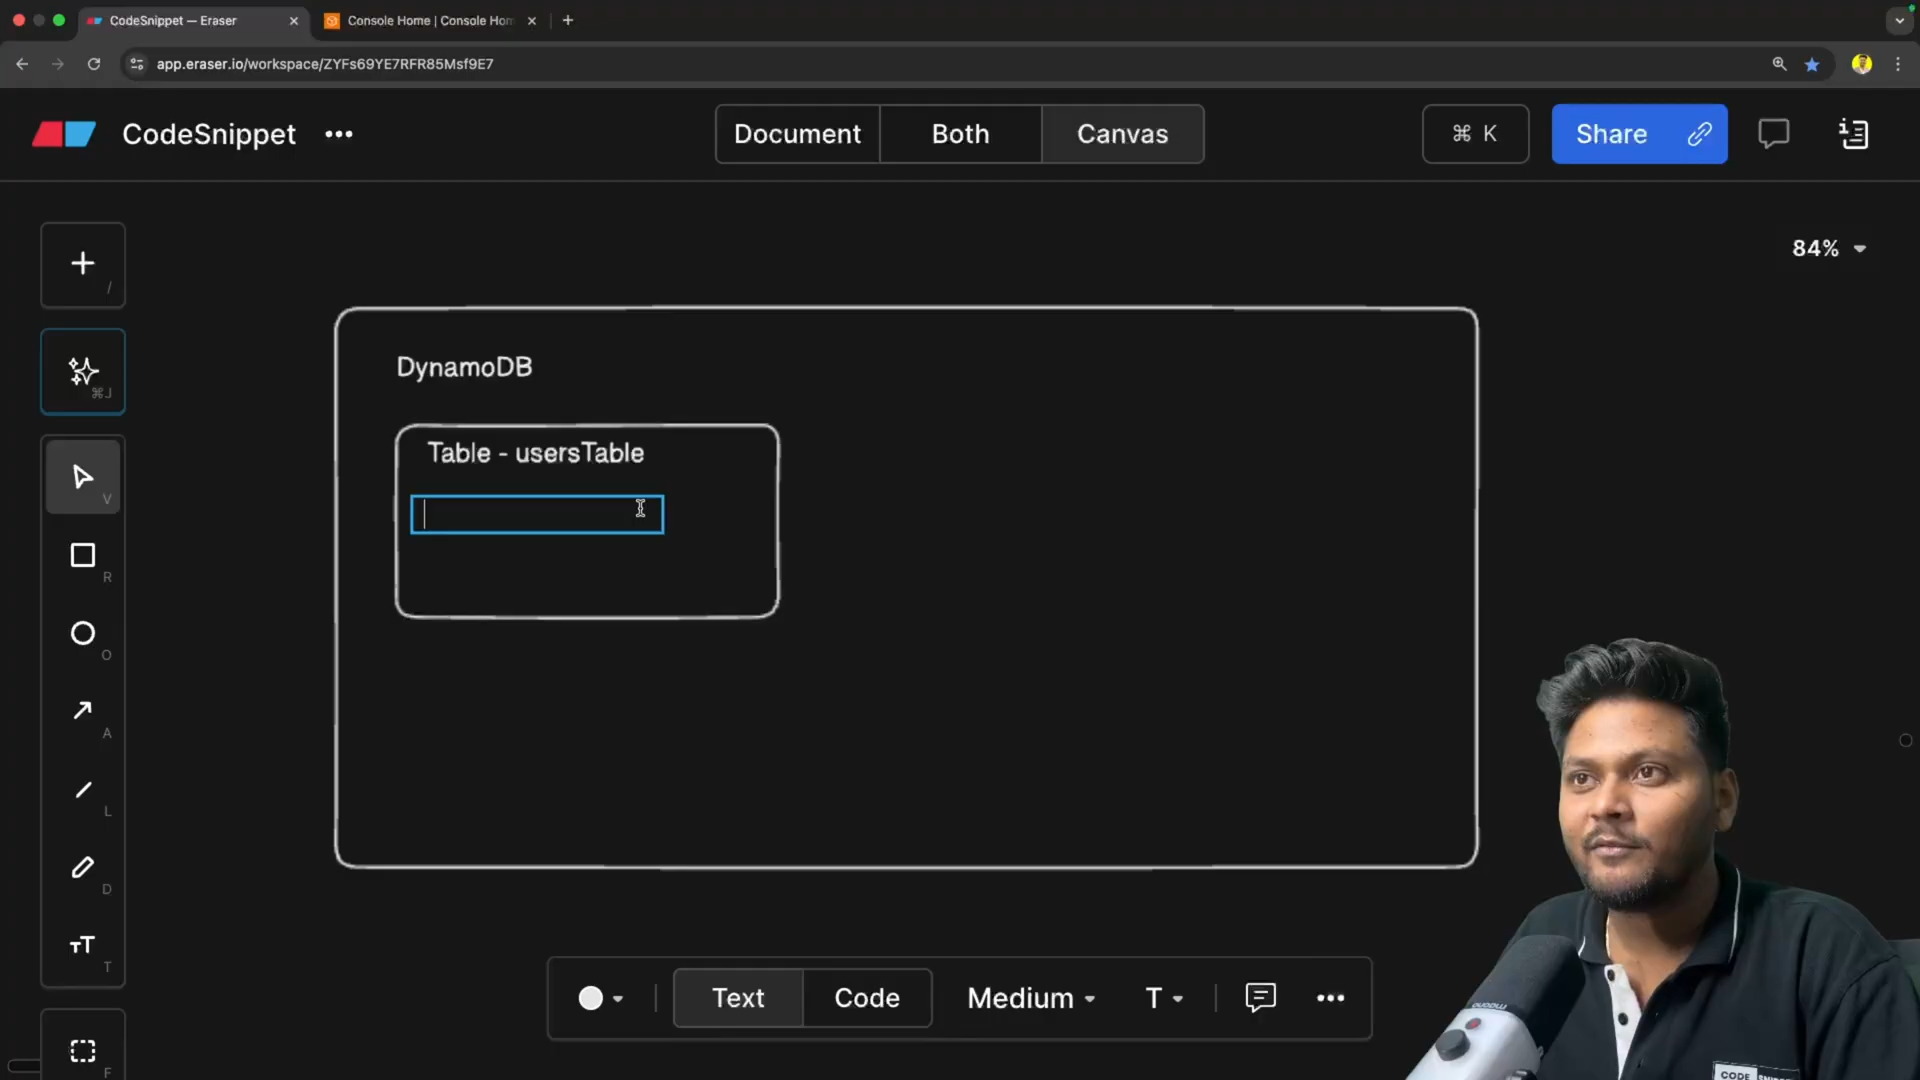 CodeSnippet — Eraser
Console Home | Console Hom
app.eraser.io/workspace/ZYFs69YE7RFR85Msf9E7
CodeSnippet
Document
Both
Canvas
⌘ K
Share
84%
/
⌘J
V
R
O
A
L
D
T
F
DynamoDB
Table - usersTable
Text
Code
Medium
T
CODE